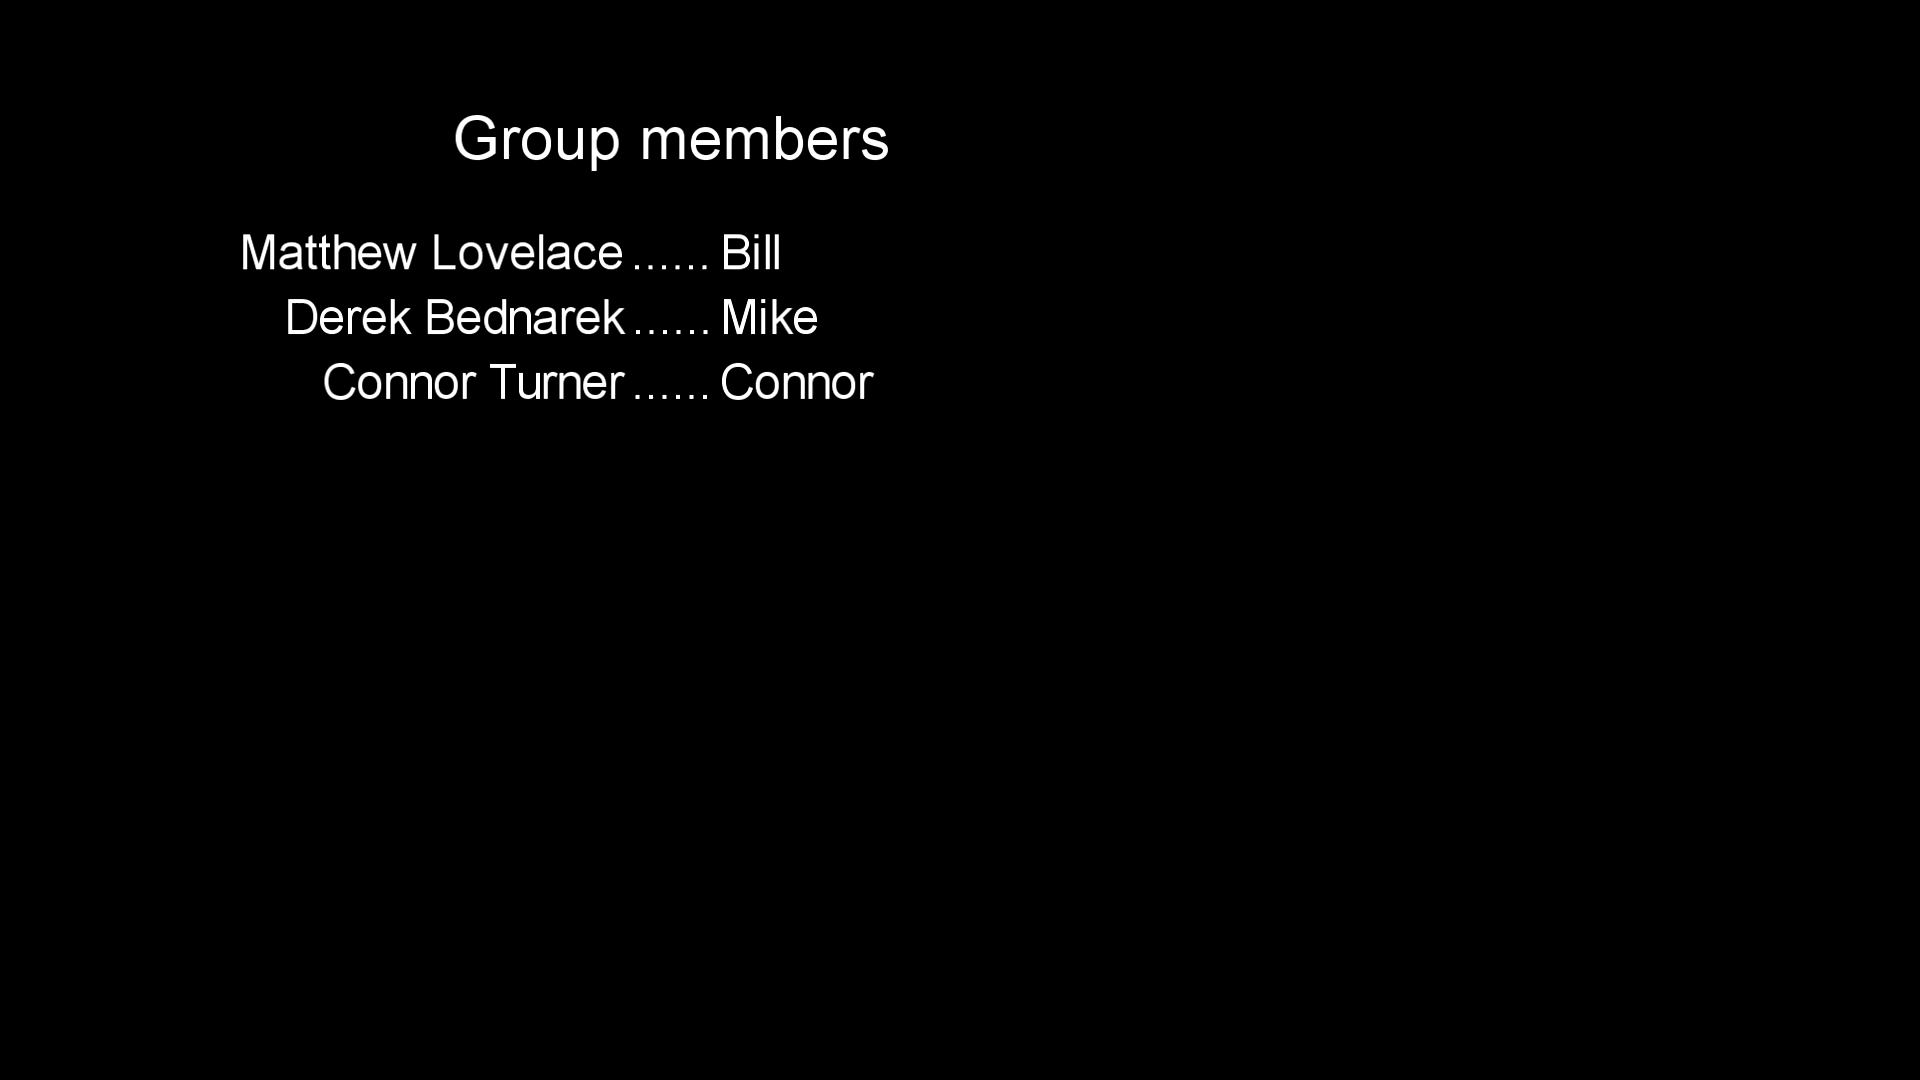 Group members
Matthew Lovelace ...... Bill
Derek Bednarek ...... Mike
Connor Turner ...... Connor